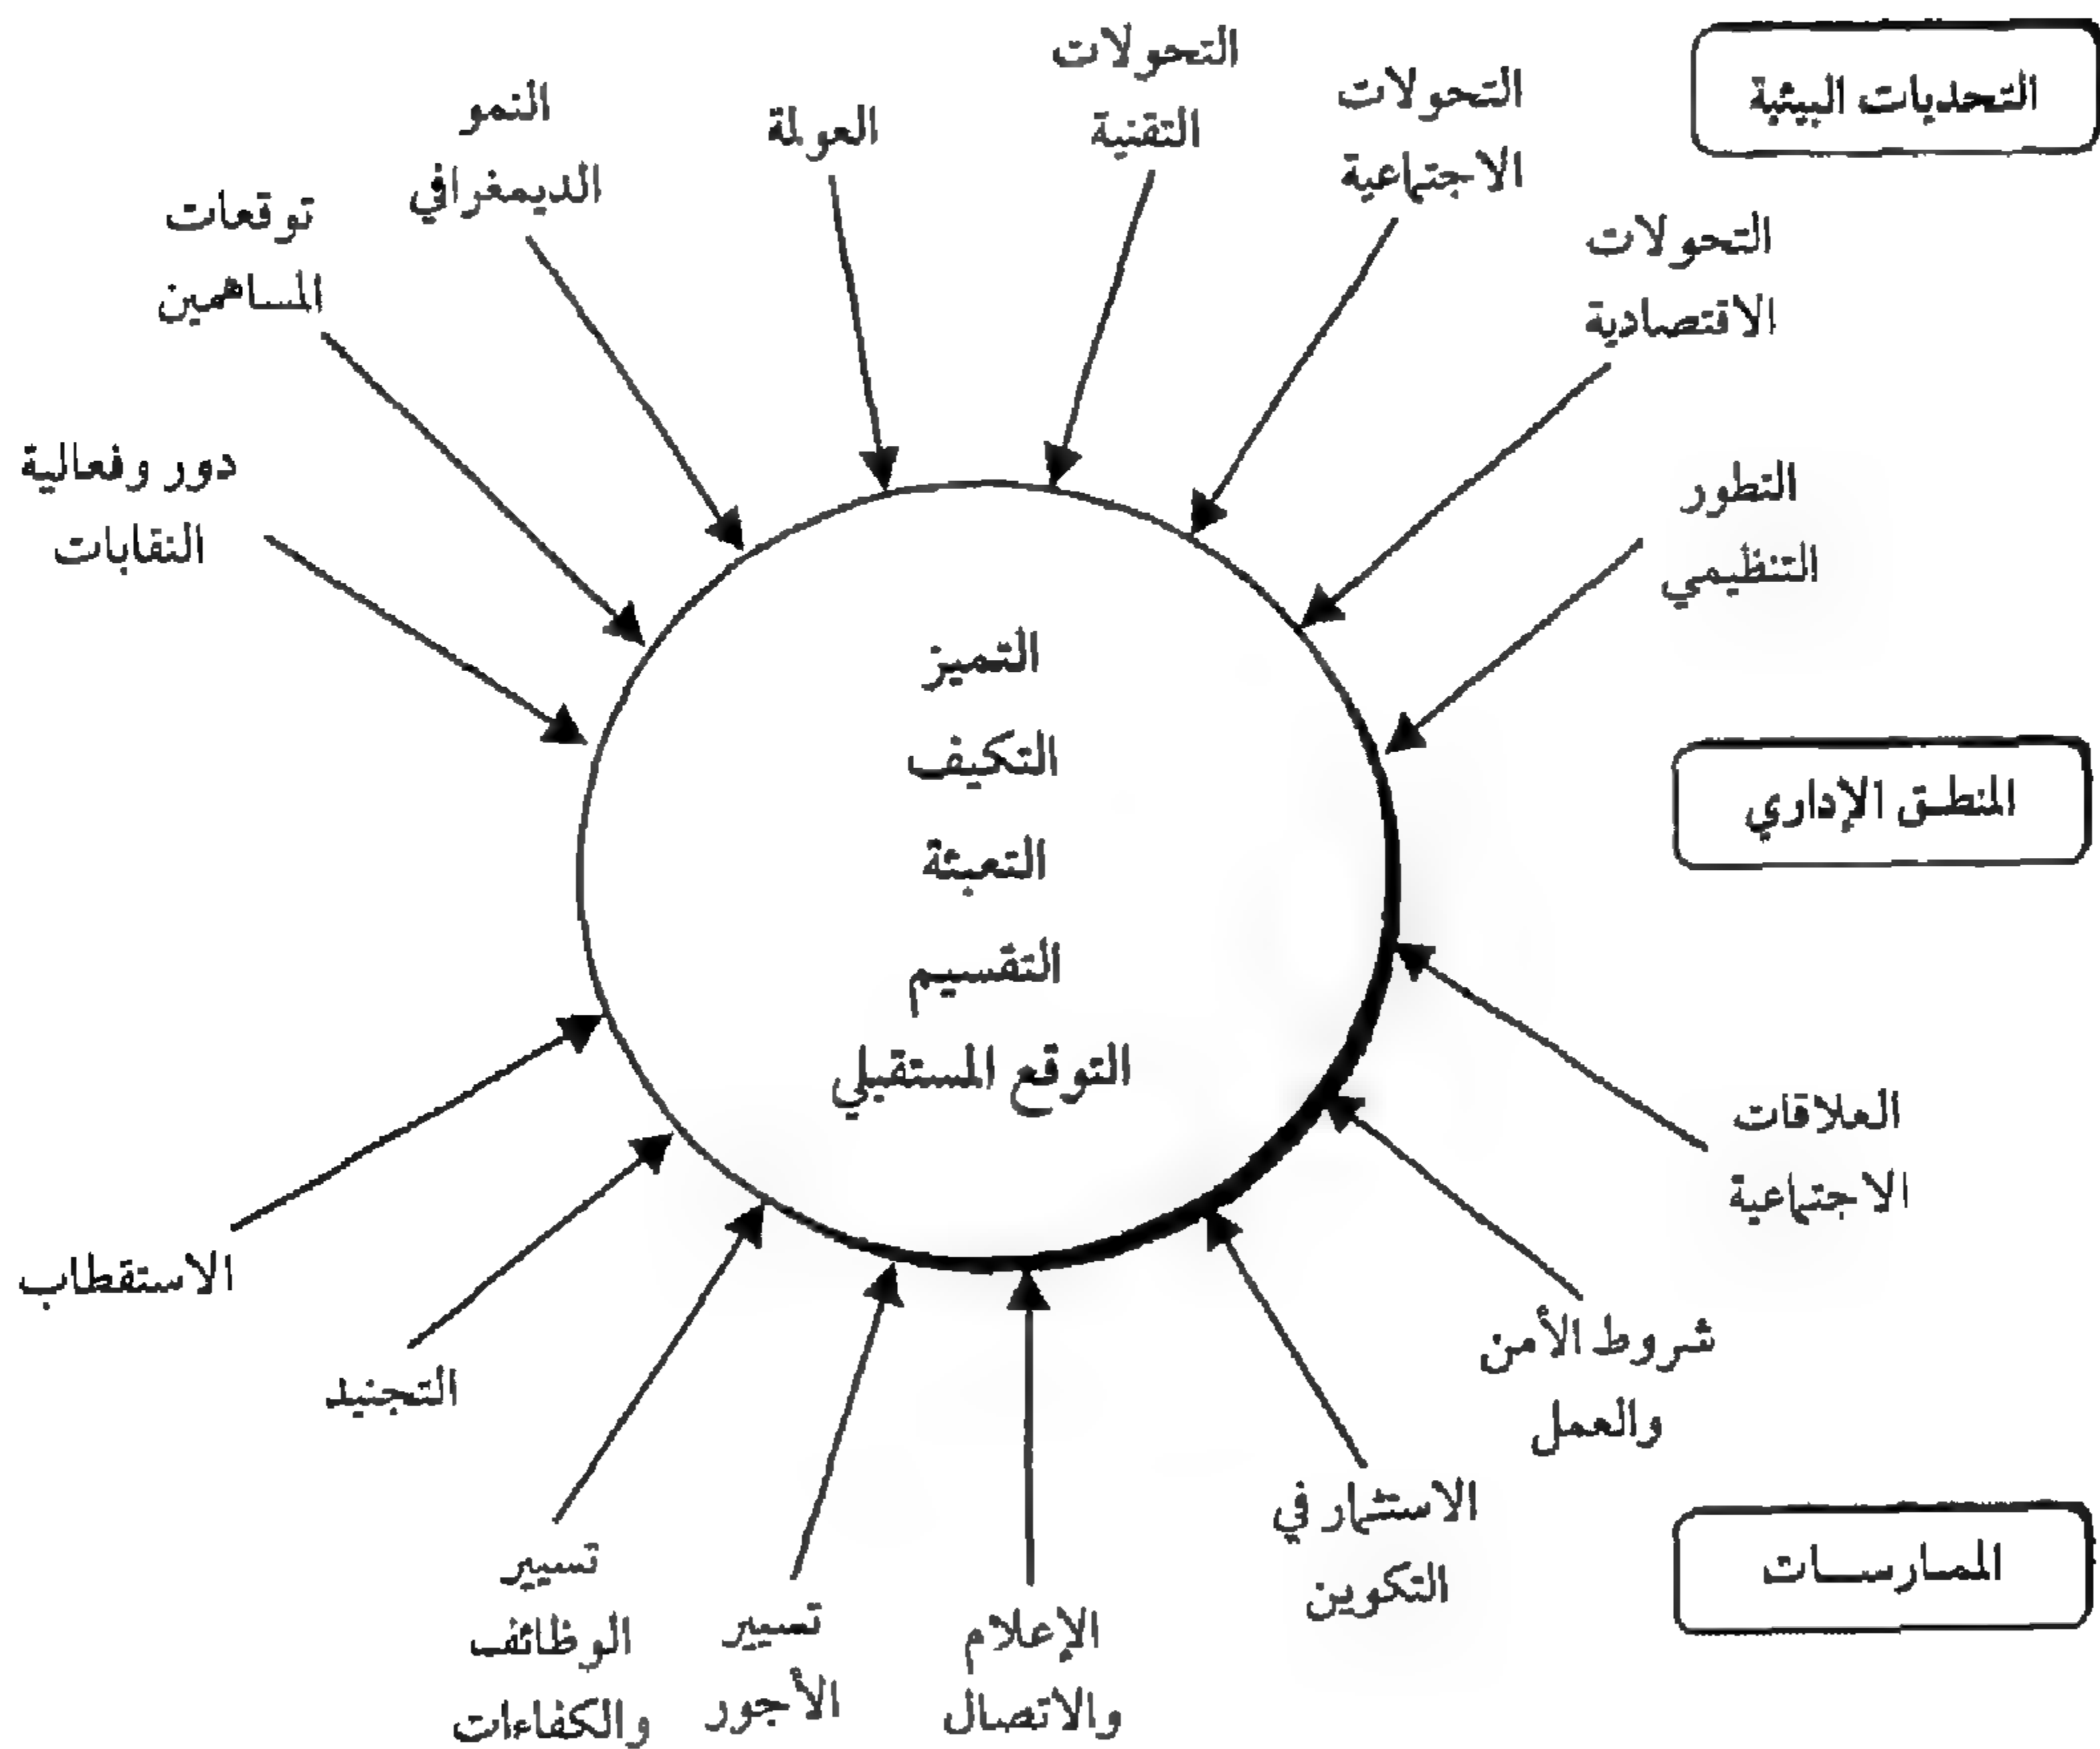 التحديات البيئية
التحولات
التقنية
التحولات
الاجتماعية
التحولات
الاقتصادية
التطور
التنظيمي
العولمة
النمو
الديمغرافي
توقعات
المساهمين
دور وفعالية
النقابات
المنطق الإداري
التميز
التكيف
التعبئة
التقسيم
التوقع المستقبلي
العلاقات
الاجتماعية
شروط الأمن
والعمل
الاستثمار في
التكوين
الإعلام
والاتصال
تسيير
الأجور
تسيير
الوظائف
والكفاءات
التجنيد
الاستقطاب
الممارسات